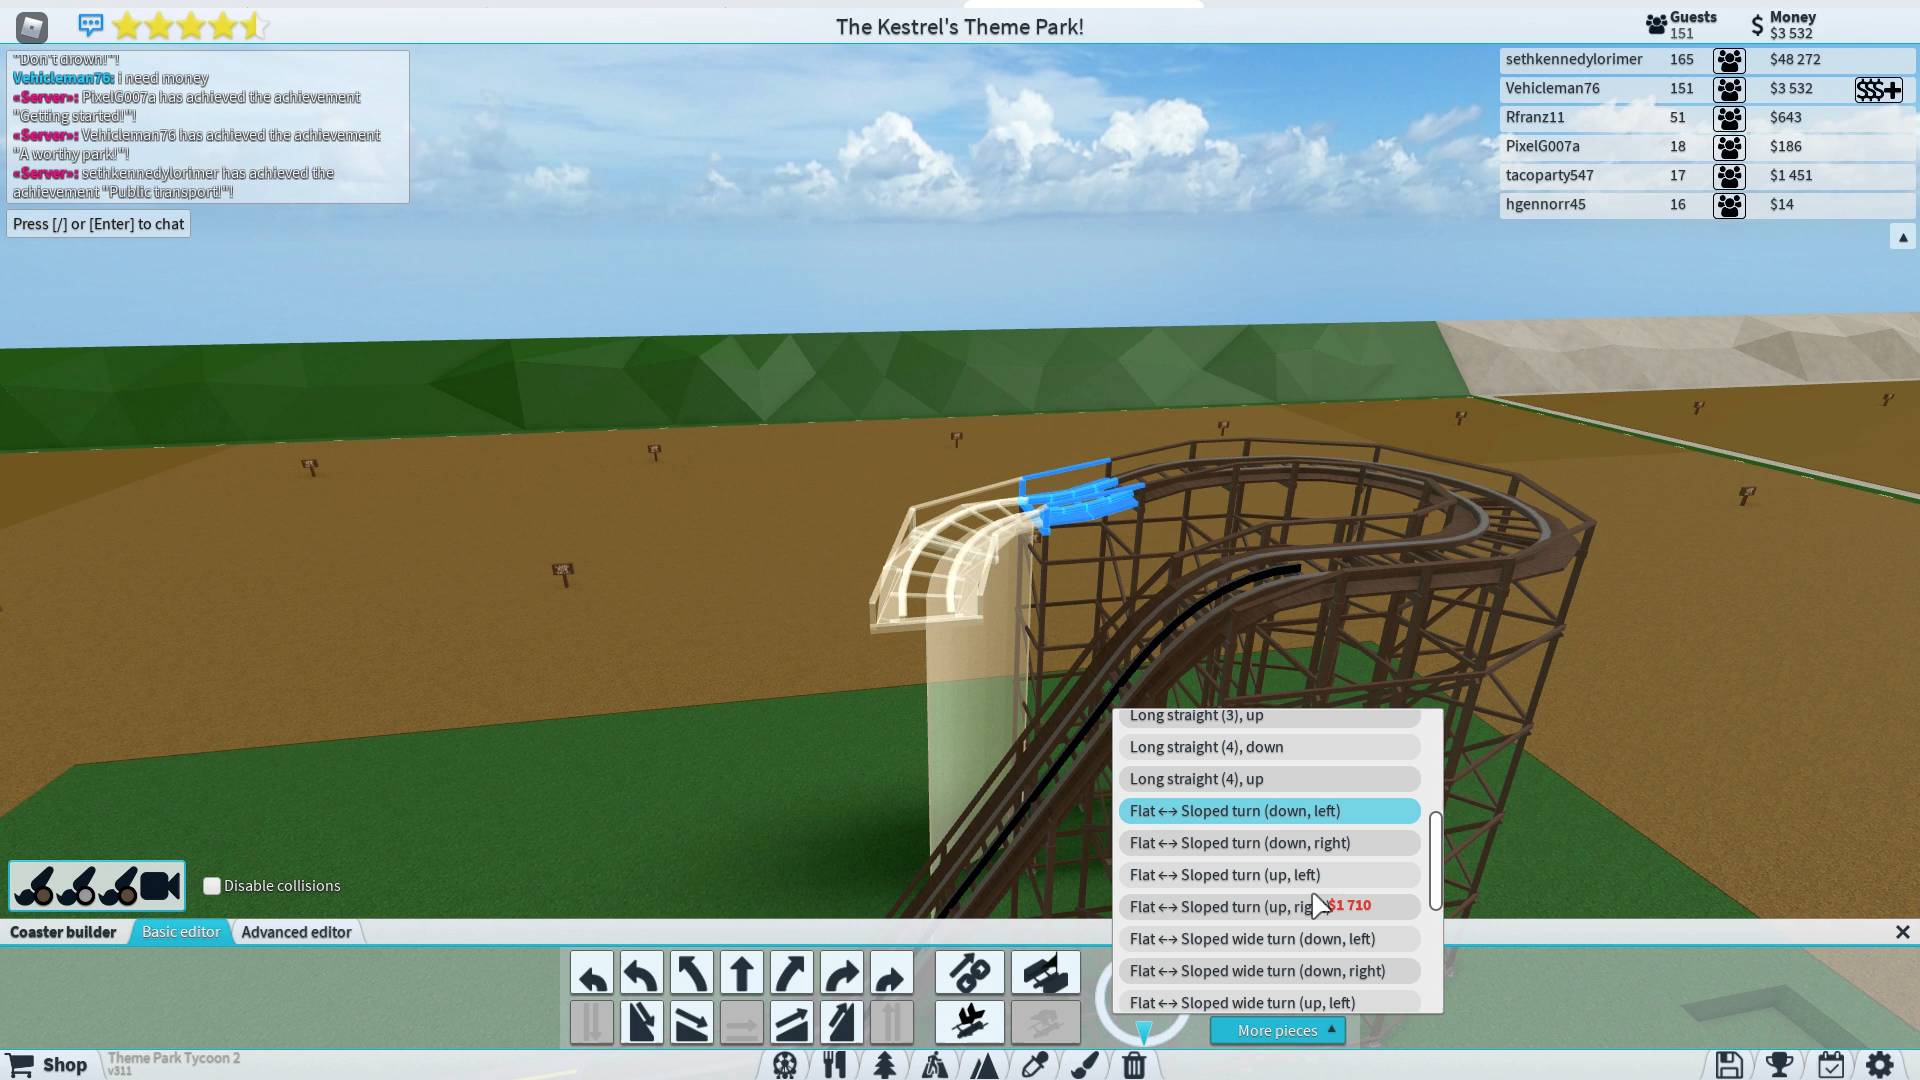 The Kestrel's Theme Park!
Guests
151
$ Money
$3 532
"Don't drown!"!
Vehicleman76: i need money
«Server»: PixelG007a has achieved the achievement
"Getting started!"!
«Server»: Vehicleman76 has achieved the achievement
"A worthy park!"!
«Server»: sethkennedylorimer has achieved the
achievement "Public transport!"!
Press [/] or [Enter] to chat
sethkennedylorimer 165 $48 272
Vehicleman76 151 $3 532 $$$+
Rfranz11 51 $643
PixelG007a 18 $186
tacoparty547 17 $1 451
hgennorr45 16 $14
Long straight (3), up
Long straight (4), down
Long straight (4), up
Flat ↔ Sloped turn (down, left)
Flat ↔ Sloped turn (down, right)
Flat ↔ Sloped turn (up, left)
Flat ↔ Sloped turn (up, $1 710
Flat ↔ Sloped wide turn (down, left)
Flat ↔ Sloped wide turn (down, right)
Flat ↔ Sloped wide turn (up, left)
Disable collisions
Coaster builder Basic editor Advanced editor
More pieces
Shop
Theme Park Tycoon 2
v311